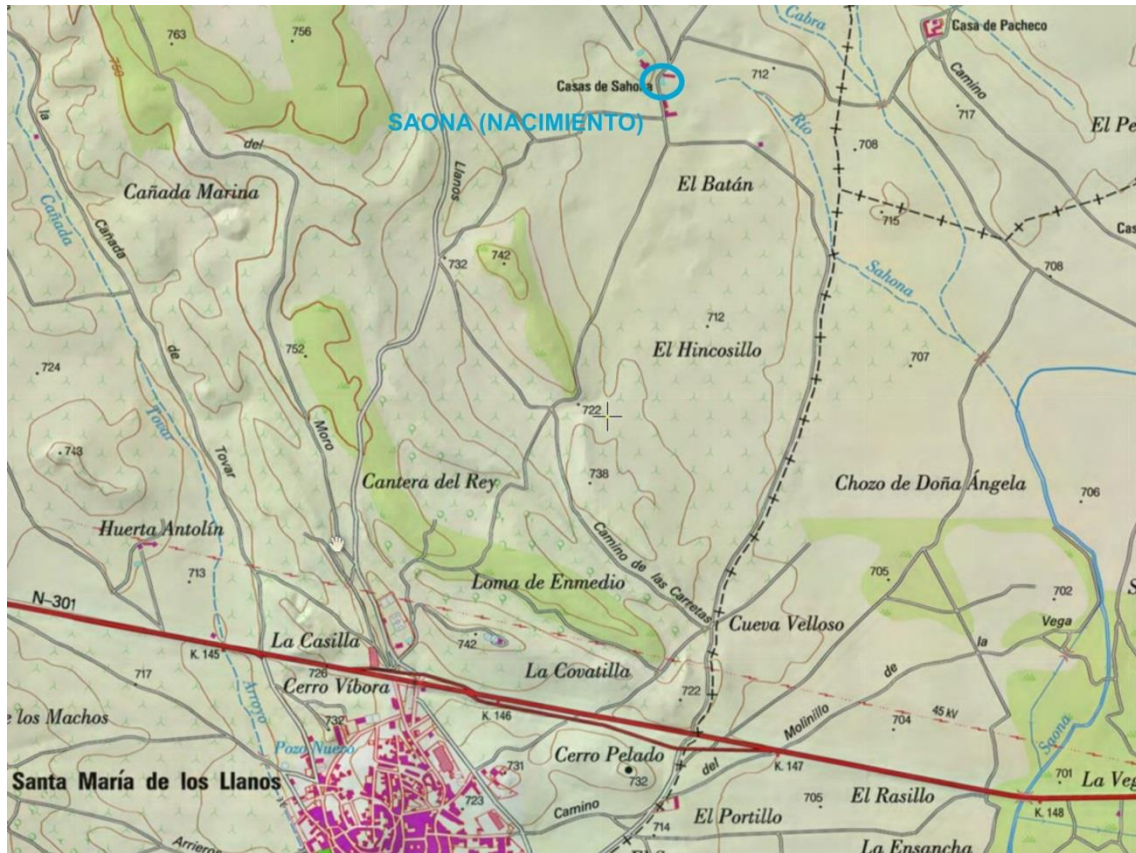 763
756
750
Cabra
Casa de Pacheco
Casas de Sahona
712
Camino
SAONA (NACIMIENTO)
la
del
Llanos
Río
717
El Pe
708
Cañada Marina
El Batán
Cañada
Cañada
715
Cas
732
742
Sahona
708
712
752
El Hincosillo
707
de
724
722
Tovar
Moro
743
Tovar
738
Cantera del Rey
Chozo de Doña Ángela
706
Huerta Antolín
Camino de las Carretas
713
Loma de Enmedio
705
702
N-301
Cueva Velloso
Vega
La Casilla
742
la
K. 145
726
La Covatilla
de
717
Cerro Víbora
722
Arroyo
K. 146
Molinillo
704
45 kV
Saona
e los Machos
732
Pozo Nuevo
Cerro Pelado
del
K. 147
Santa María de los Llanos
731
732
701
La Veg
723
Camino
El Portillo
705
El Rasillo
K. 148
714
Arrieros
La Ensancha